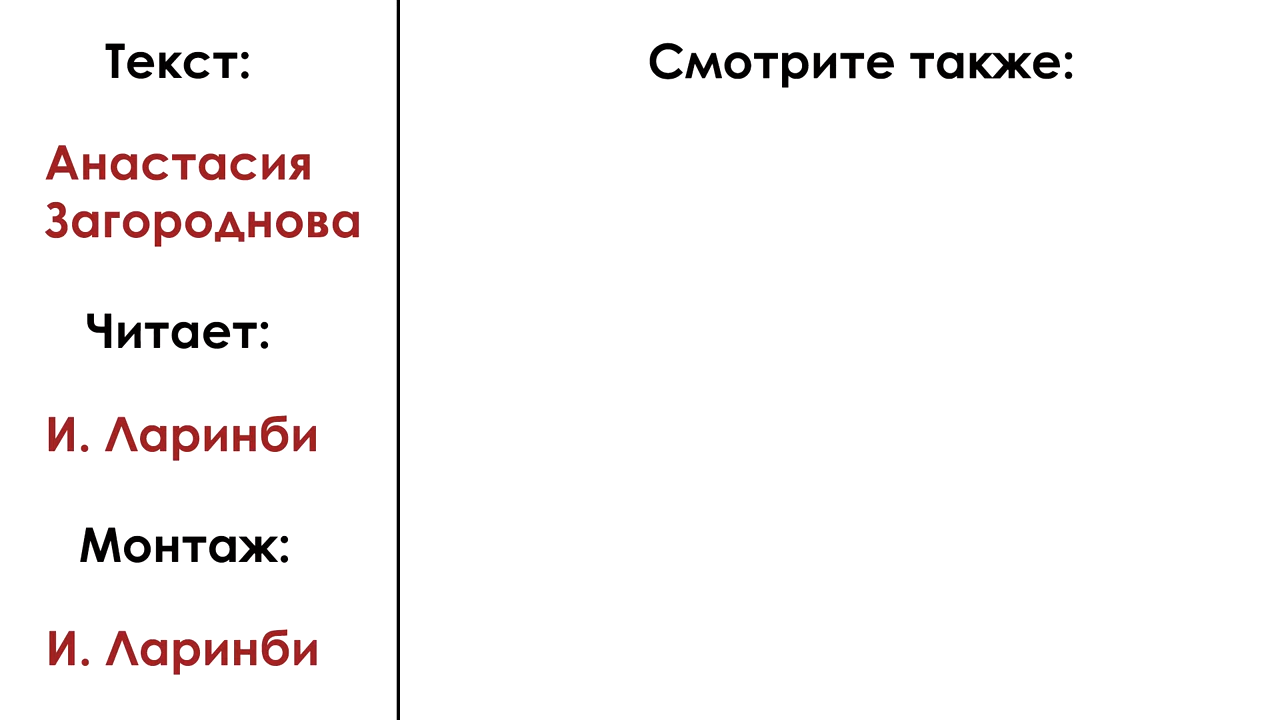 Текст:
Анастасия
Загороднова
Читает:
И. Ларинби
Монтаж:
И. Ларинби
Смотрите также: